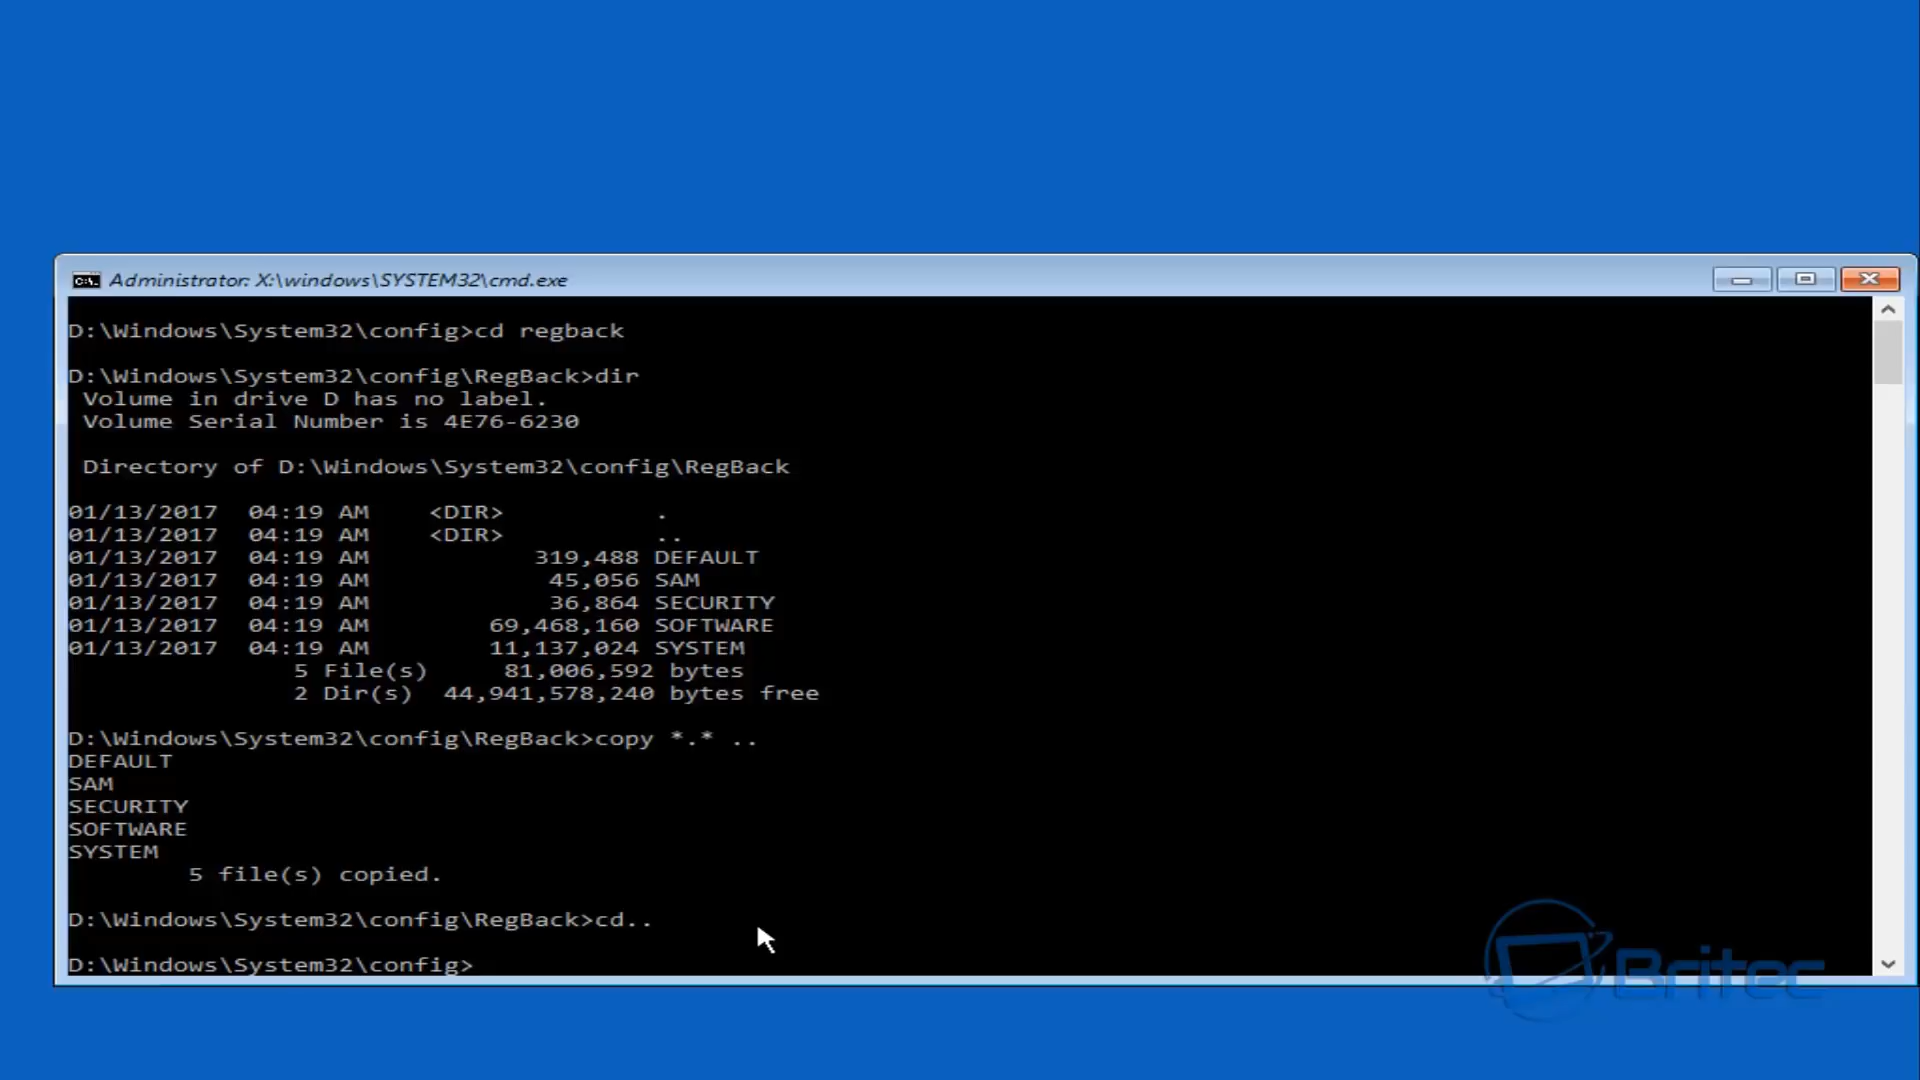 Administrator: X:\windows\SYSTEM32\cmd.exe
D:\Windows\System32\config>cd regback
D:\Windows\System32\config\RegBack>dir
Volume in drive D has no label.
Volume Serial Number is 4E76-6230
Directory of D:\Windows\System32\config\RegBack
01/13/2017  04:19 AM    <DIR>          .
01/13/2017  04:19 AM    <DIR>          ..
01/13/2017  04:19 AM           319,488 DEFAULT
01/13/2017  04:19 AM            45,056 SAM
01/13/2017  04:19 AM            36,864 SECURITY
01/13/2017  04:19 AM        69,468,160 SOFTWARE
01/13/2017  04:19 AM        11,137,024 SYSTEM
5 File(s)     81,006,592 bytes
2 Dir(s)  44,941,578,240 bytes free
D:\Windows\System32\config\RegBack>copy *.* ..
DEFAULT
SAM
SECURITY
SOFTWARE
SYSTEM
5 file(s) copied.
D:\Windows\System32\config\RegBack>cd..
D:\Windows\System32\config>
Britec